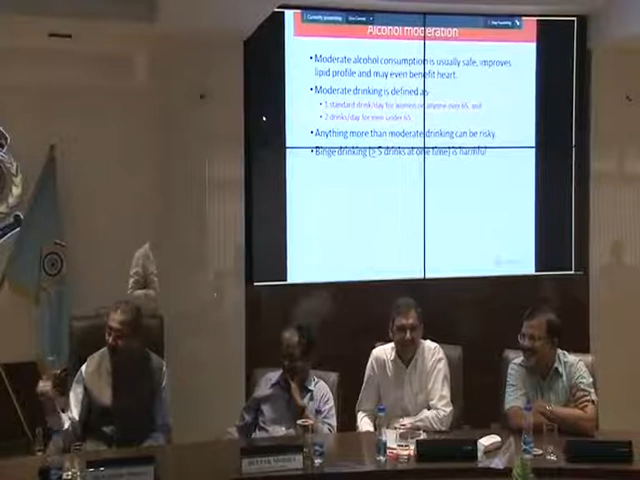 Currently presenting
Alcohol moderation
• Moderate alcohol consumption is usually safe, improves
lipid profile and may even benefit heart.
• Moderate drinking is defined as
• 1 standard drink/day for women or anyone over 65, and
• 2 drinks/day for men under 65.
• Anything more than moderate drinking can be risky.
• Binge drinking (≥ 5 drinks at one time) is harmful